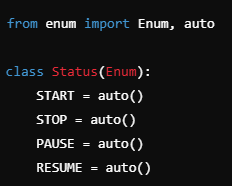 from enum import Enum, auto
class Status(Enum):
    START = auto()
    STOP = auto()
    PAUSE = auto()
    RESUME = auto()